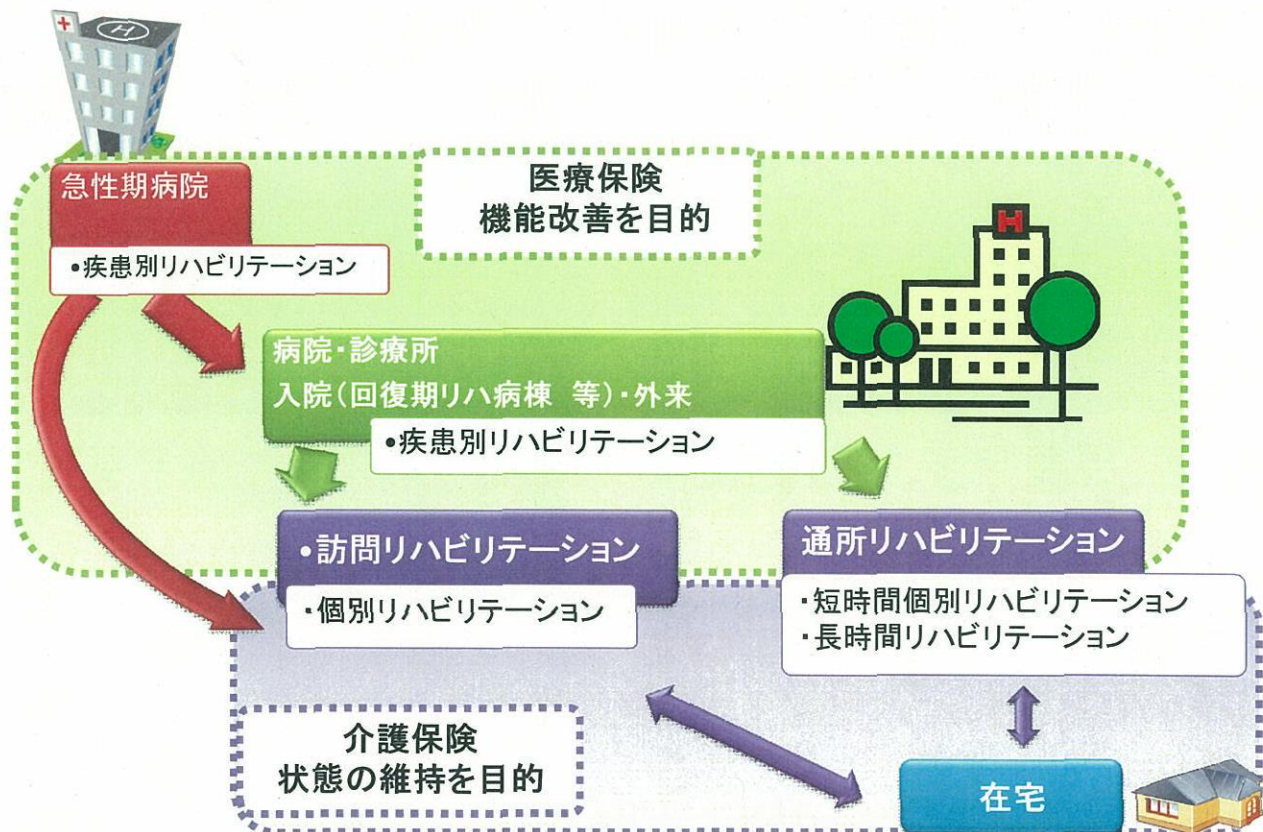 急性期病院
•疾患別リハビリテーション
医療保険
機能改善を目的
H
H
病院・診療所
入院(回復期リハ病棟 等)・外来
•疾患別リハビリテーション
•訪問リハビリテーション
・個別リハビリテーション
通所リハビリテーション
・短時間個別リハビリテーション
・長時間リハビリテーション
介護保険
状態の維持を目的
在宅